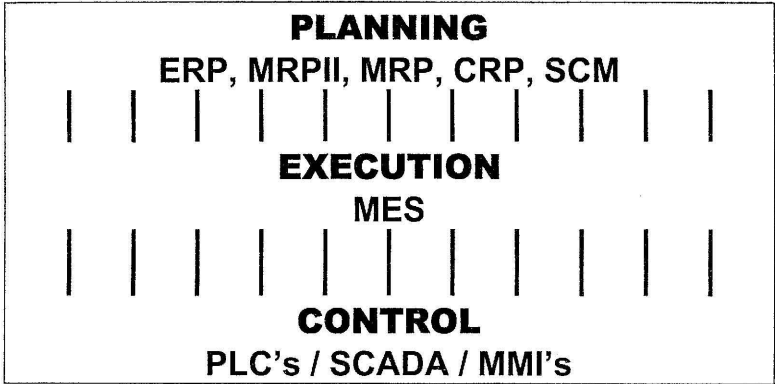 PLANNING
ERP, MRPII, MRP, CRP, SCM
EXECUTION
MES
CONTROL
PLC's / SCADA / MMI's